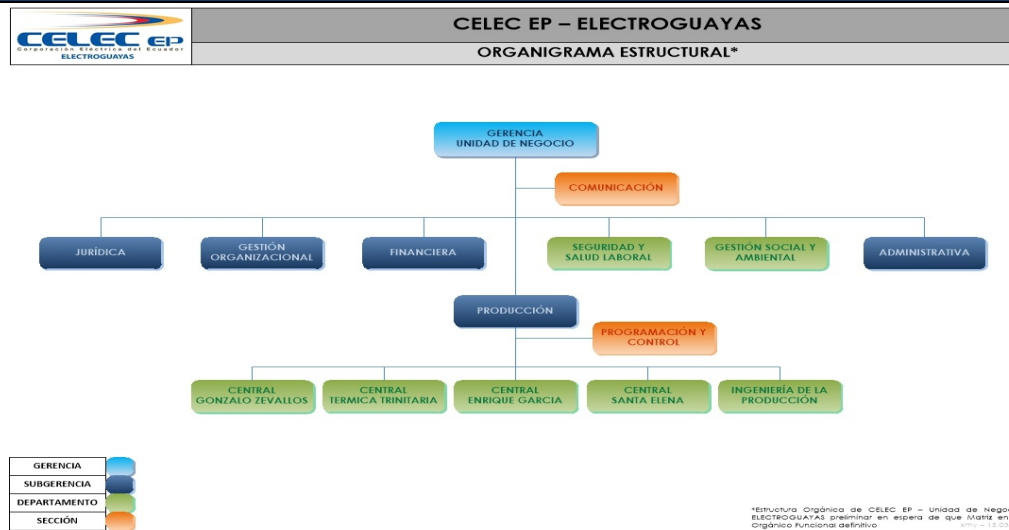 CELEC EP
Corporación Eléctrica del Ecuador
ELECTROGUAYAS
CELEC EP – ELECTROGUAYAS
ORGANIGRAMA ESTRUCTURAL*
GERENCIA
UNIDAD DE NEGOCIO
COMUNICACIÓN
JURÍDICA
GESTIÓN
ORGANIZACIONAL
FINANCIERA
SEGURIDAD Y
SALUD LABORAL
GESTIÓN SOCIAL Y
AMBIENTAL
ADMINISTRATIVA
PRODUCCIÓN
PROGRAMACIÓN Y
CONTROL
CENTRAL
GONZALO ZEVALLOS
CENTRAL
TERMICA TRINITARIA
CENTRAL
ENRIQUE GARCIA
CENTRAL
SANTA ELENA
INGENIERÍA DE LA
PRODUCCIÓN
GERENCIA
SUBGERENCIA
DEPARTAMENTO
SECCIÓN
*Estructura Orgánica de CELEC EP – Unidad de Nego
ELECTROGUAYAS preliminar en espera de que Matriz en
Orgánico Funcional definitivo